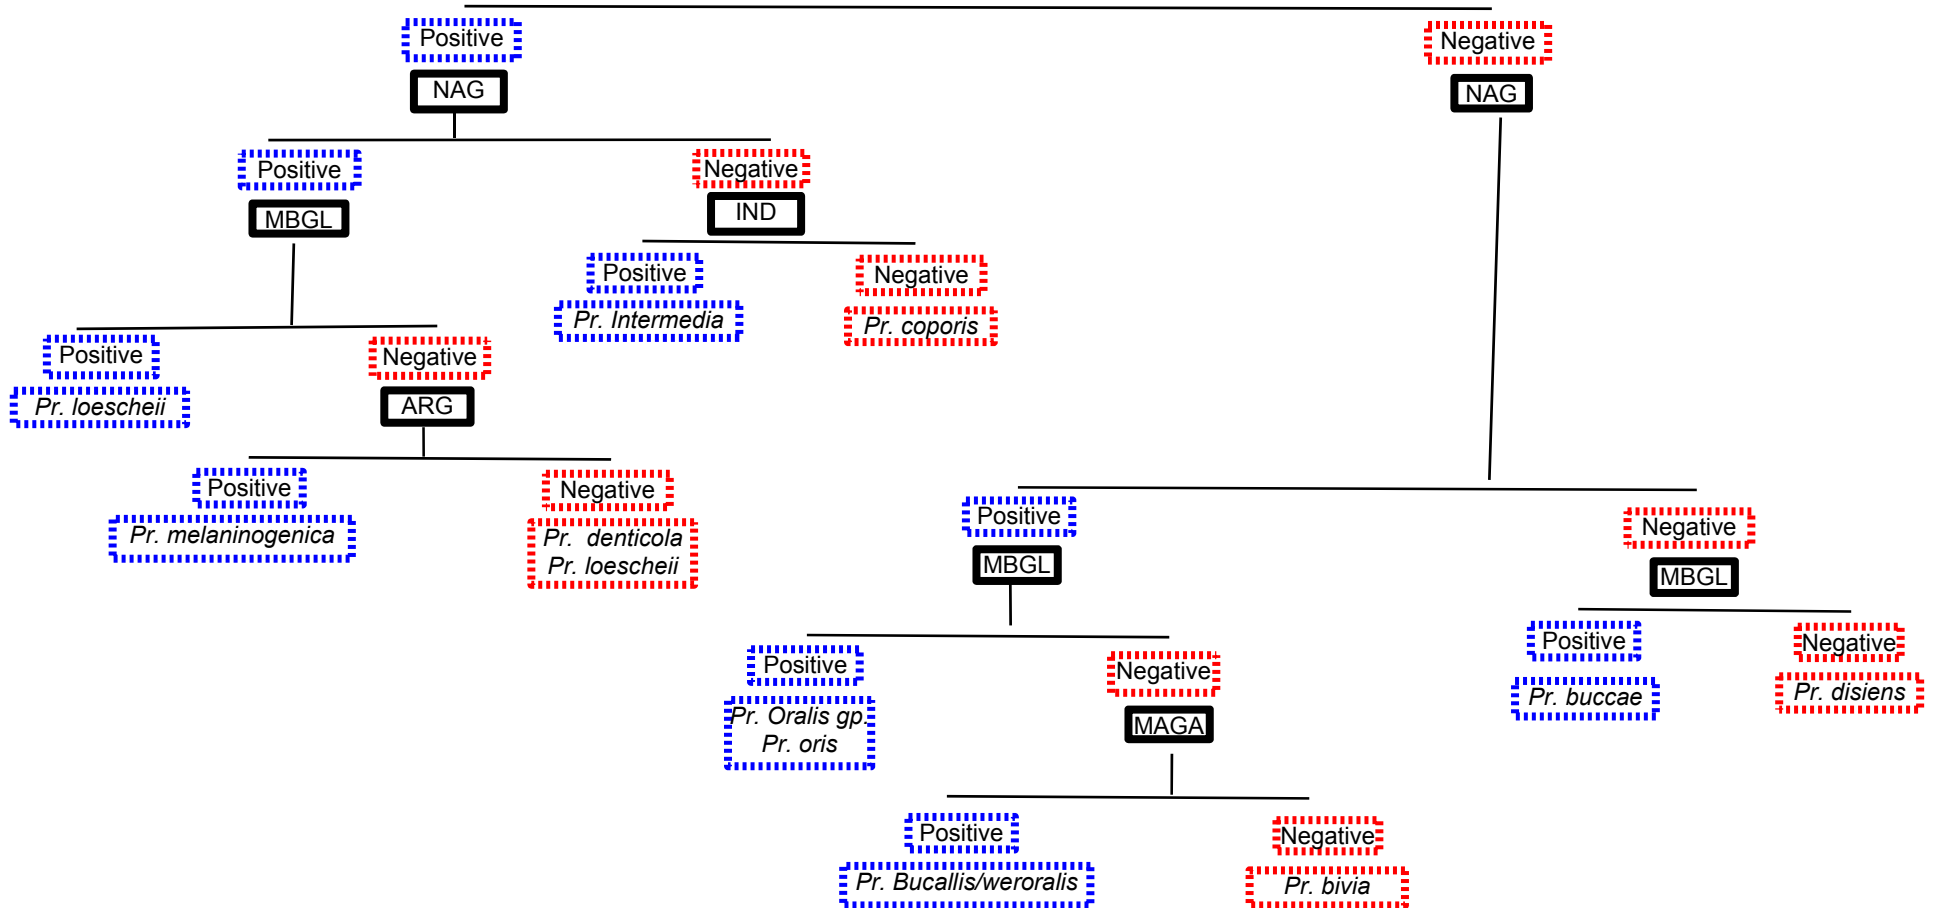 Positive
Negative
NAG
NAG
Positive
Negative
MBGL
IND
Positive
Negative
Pr. Intermedia
Pr. coporis
Positive
Negative
Pr. loescheii
ARG
Positive
Negative
Pr. melaninogenica
Pr. denticola
Pr. loescheii
Positive
Negative
MBGL
MBGL
Positive
Negative
Pr. buccae
Pr. disiens
Positive
Negative
Pr. Oralis gp.
Pr. oris
MAGA
Positive
Negative
Pr. Bucallis/weroralis
Pr. bivia